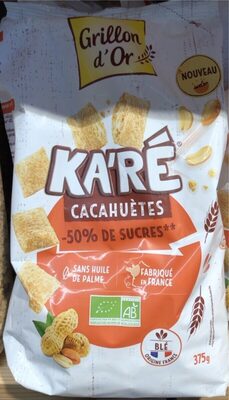 Grillon
d'Or
NOUVEAU
KA'RÉ
CACAHUÈTES
-50% DE SUCRES**
SANS HUILE
DE PALME
FABRIQUÉ
EN FRANCE
AB
BLÉ
ORIGINE FRANCE
375g